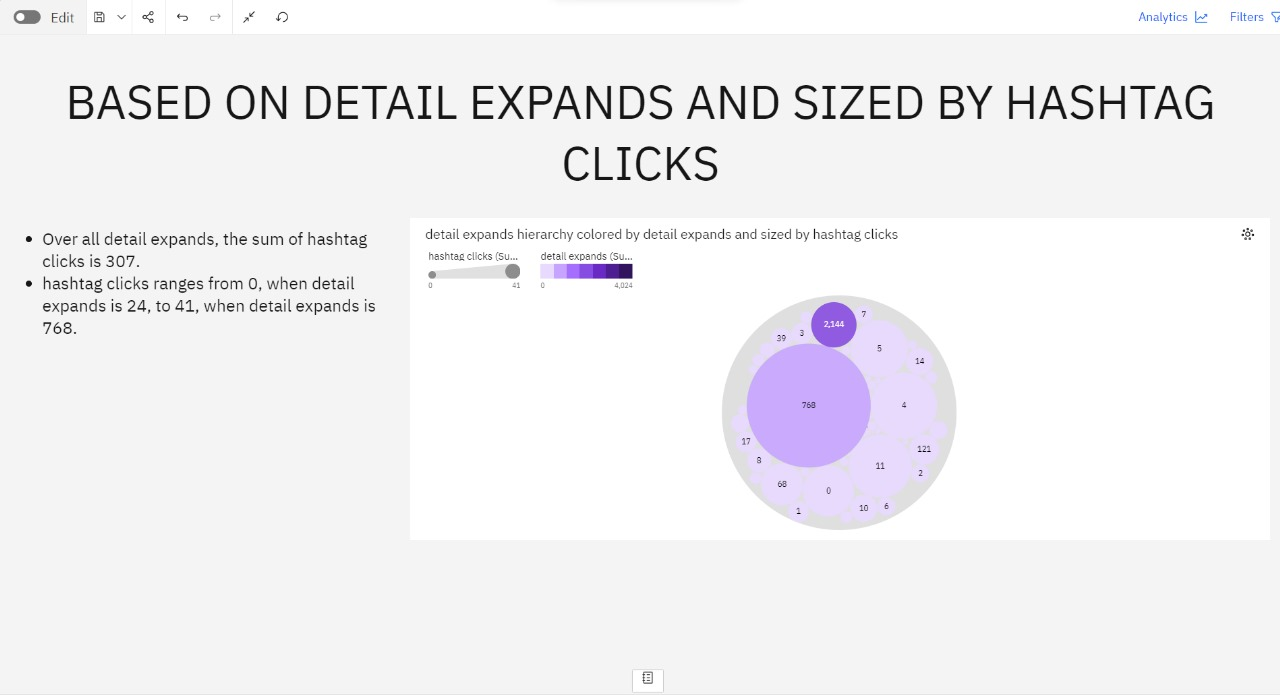 Edit
Analytics
Filters
BASED ON DETAIL EXPANDS AND SIZED BY HASHTAG
CLICKS
• Over all detail expands, the sum of hashtag
clicks is 307.
• hashtag clicks ranges from 0, when detail
expands is 24, to 41, when detail expands is
768.
detail expands hierarchy colored by detail expands and sized by hashtag clicks
hashtag clicks (Su...
detail expands (Su...
0
41
0
4,024
2,144
7
3
39
5
14
768
4
17
121
8
11
2
68
0
10
6
1